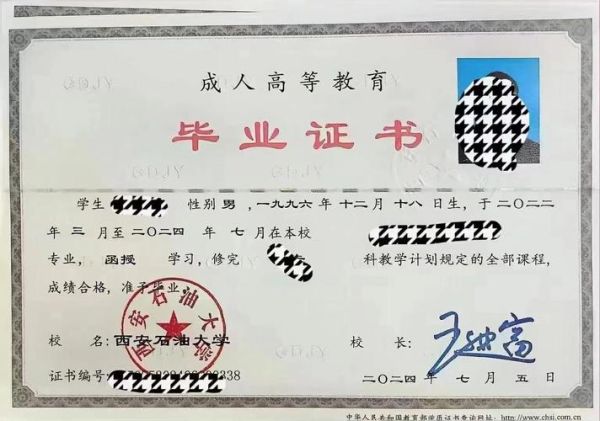 成人高等教育
毕业证书
学生 性别 男 ,一九九六 年 十二 月 十八 日生, 于 二〇二二
年 三 月至 二〇二四 年 七 月在本校
专业, 函授 学习, 修完 科教学计划规定的全部课程,
成绩合格, 准予毕业
西安石油大学
校 名: 西安石油大学 校 长:
证书编号: 338 二〇二四 年 七 月 五 日
中华人民共和国教育部学历证书查询网址: http://www.chsi.com.cn